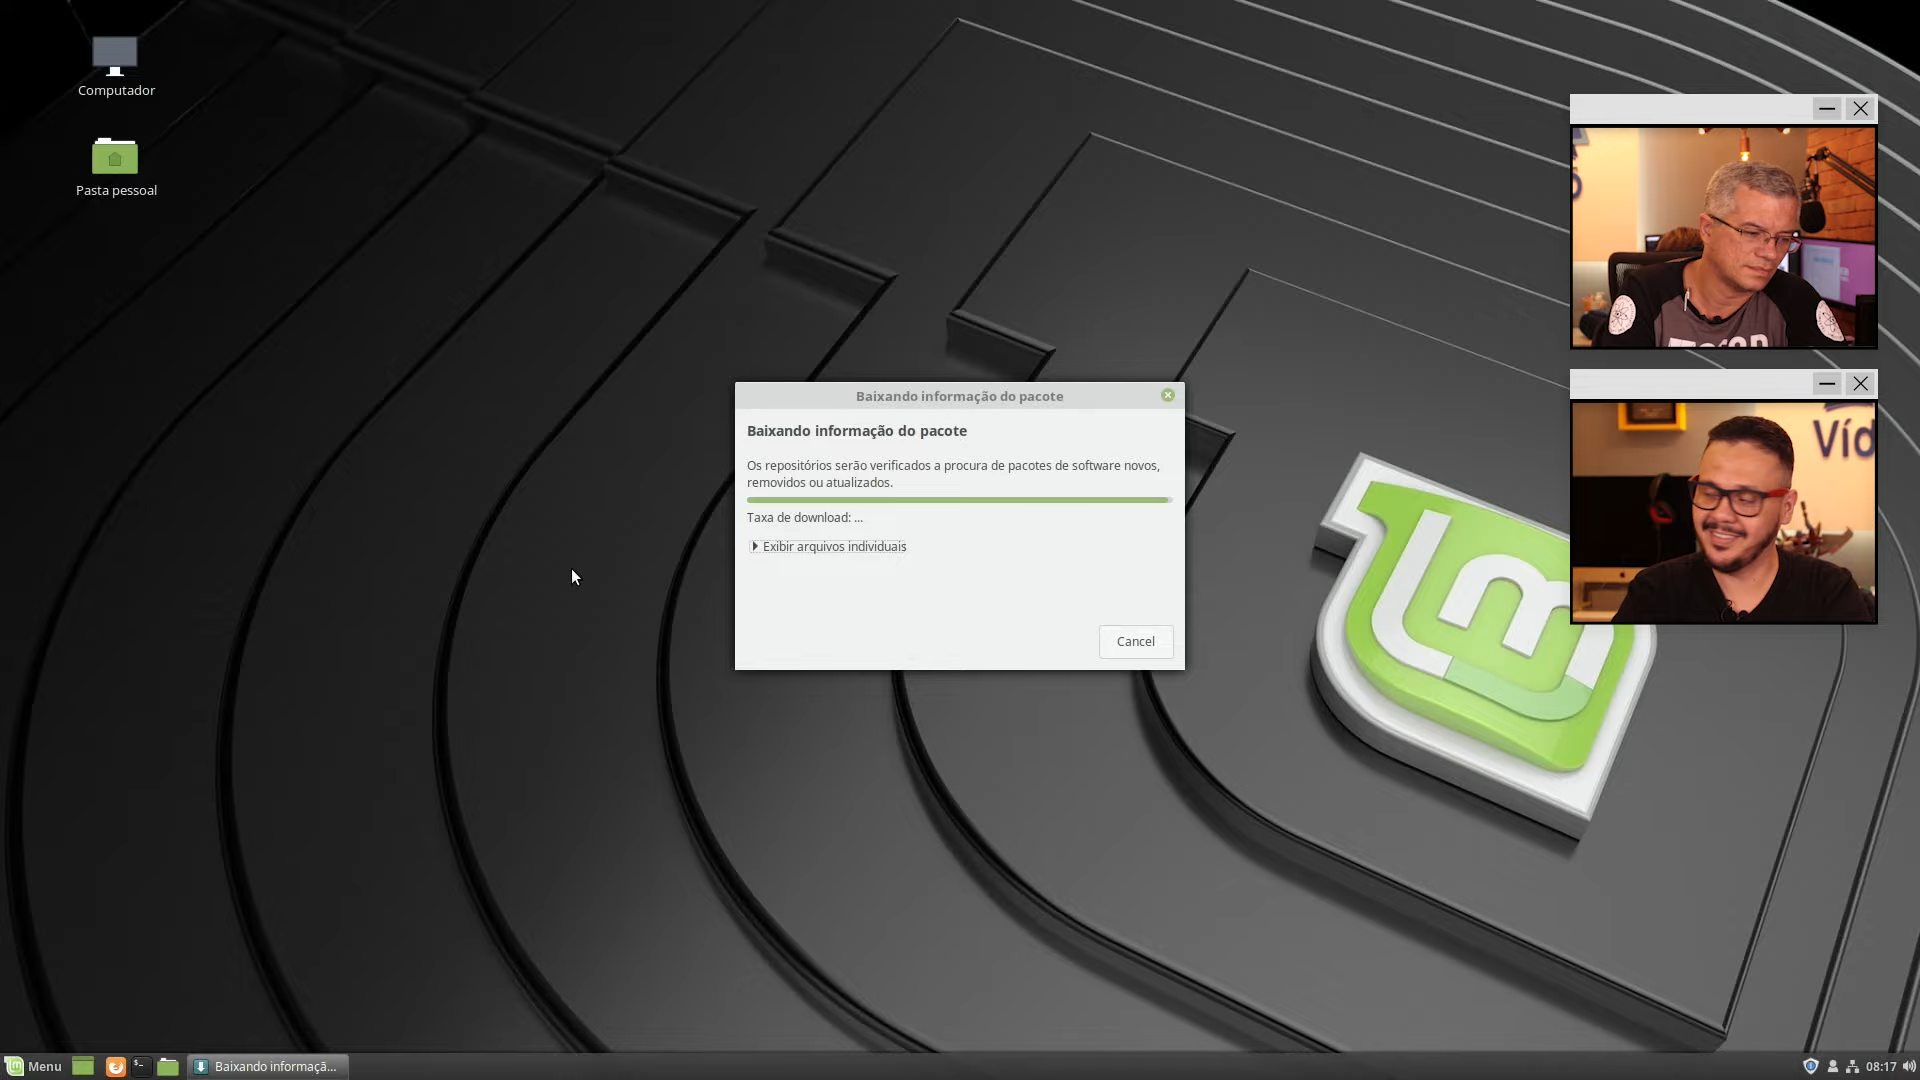 Computador
Pasta pessoal
Baixando informação do pacote
Baixando informação do pacote
Os repositórios serão verificados a procura de pacotes de software novos,
removidos ou atualizados.
Taxa de download: ...
Exibir arquivos individuais
Cancel
Víd
Menu
Baixando informaçã...
08:17